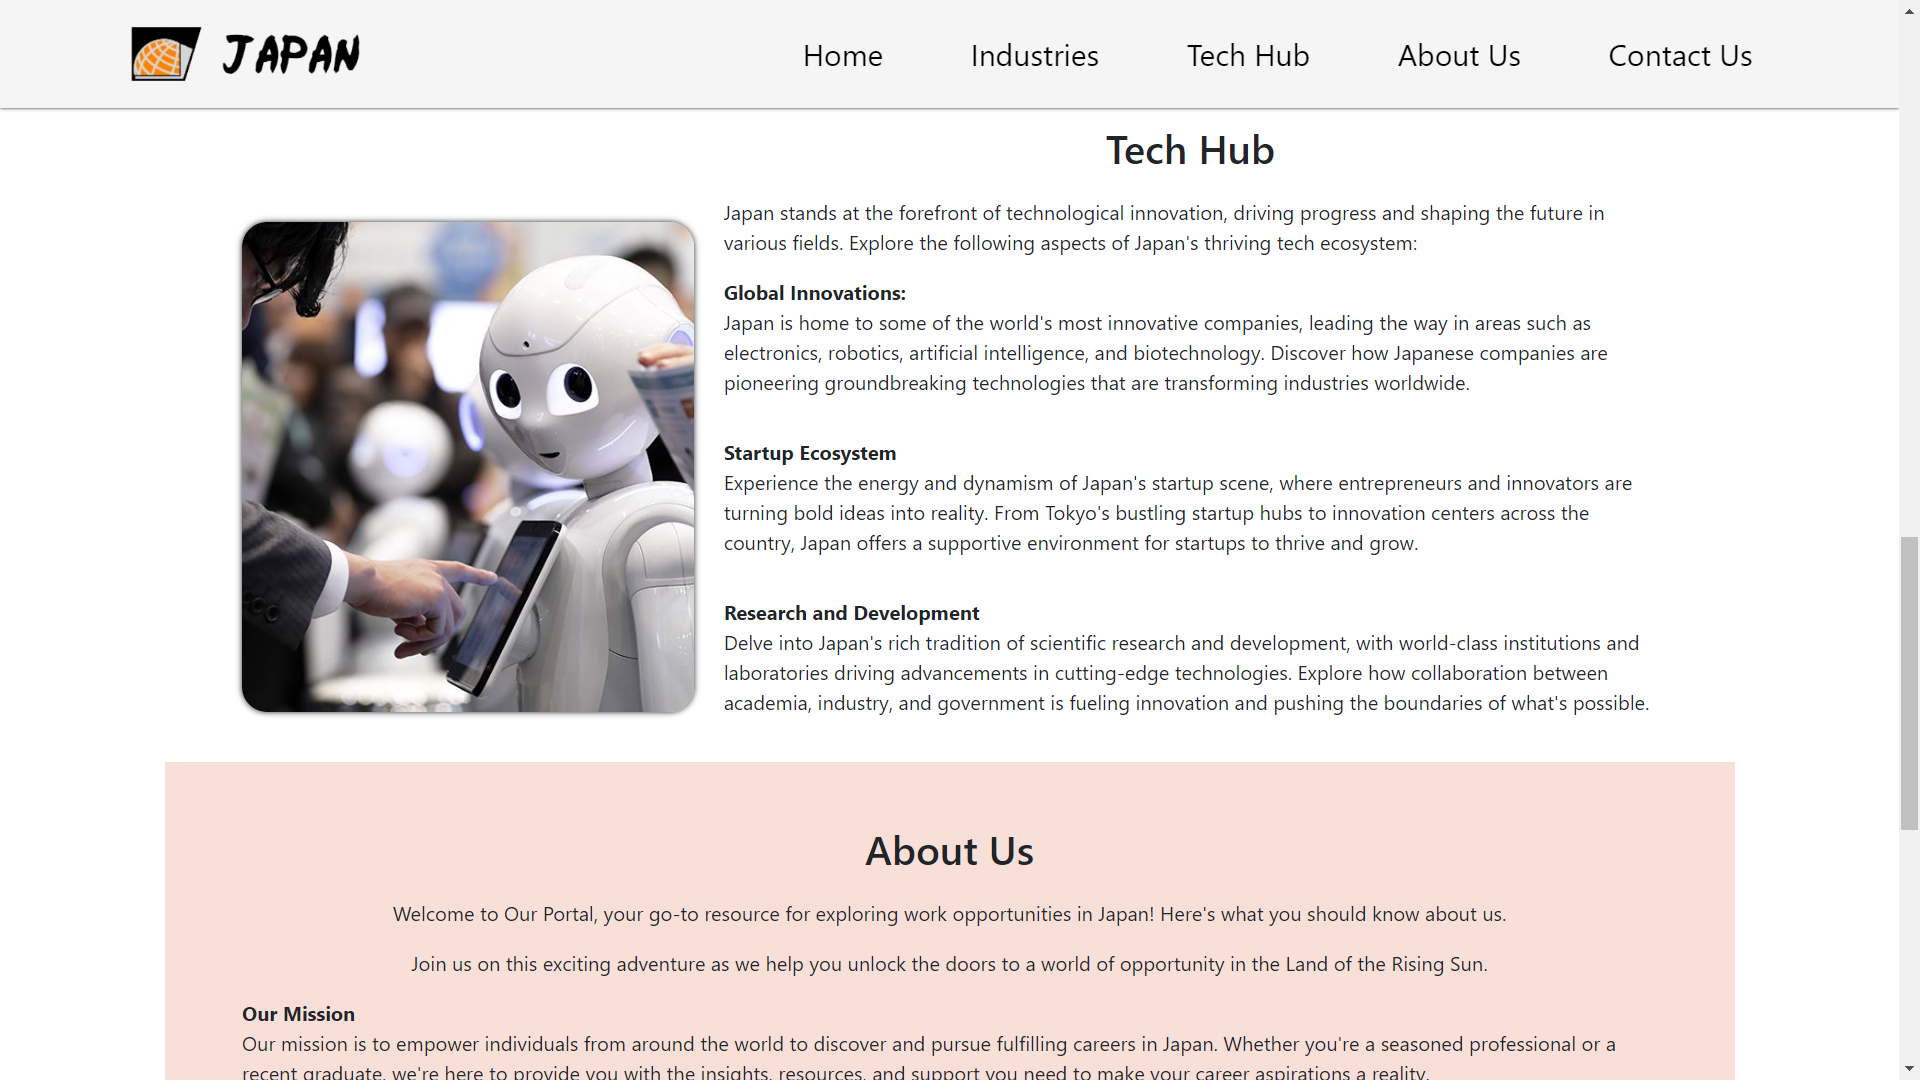 JAPAN
Home
Industries
Tech Hub
About Us
Contact Us
Tech Hub
Japan stands at the forefront of technological innovation, driving progress and shaping the future in
various fields. Explore the following aspects of Japan's thriving tech ecosystem:
Global Innovations:
Japan is home to some of the world's most innovative companies, leading the way in areas such as
electronics, robotics, artificial intelligence, and biotechnology. Discover how Japanese companies are
pioneering groundbreaking technologies that are transforming industries worldwide.
Startup Ecosystem
Experience the energy and dynamism of Japan's startup scene, where entrepreneurs and innovators are
turning bold ideas into reality. From Tokyo's bustling startup hubs to innovation centers across the
country, Japan offers a supportive environment for startups to thrive and grow.
Research and Development
Delve into Japan's rich tradition of scientific research and development, with world-class institutions and
laboratories driving advancements in cutting-edge technologies. Explore how collaboration between
academia, industry, and government is fueling innovation and pushing the boundaries of what's possible.
About Us
Welcome to Our Portal, your go-to resource for exploring work opportunities in Japan! Here's what you should know about us.
Join us on this exciting adventure as we help you unlock the doors to a world of opportunity in the Land of the Rising Sun.
Our Mission
Our mission is to empower individuals from around the world to discover and pursue fulfilling careers in Japan. Whether you're a seasoned professional or a
recent graduate, we're here to provide you with the insights, resources, and support you need to make your career aspirations a reality.